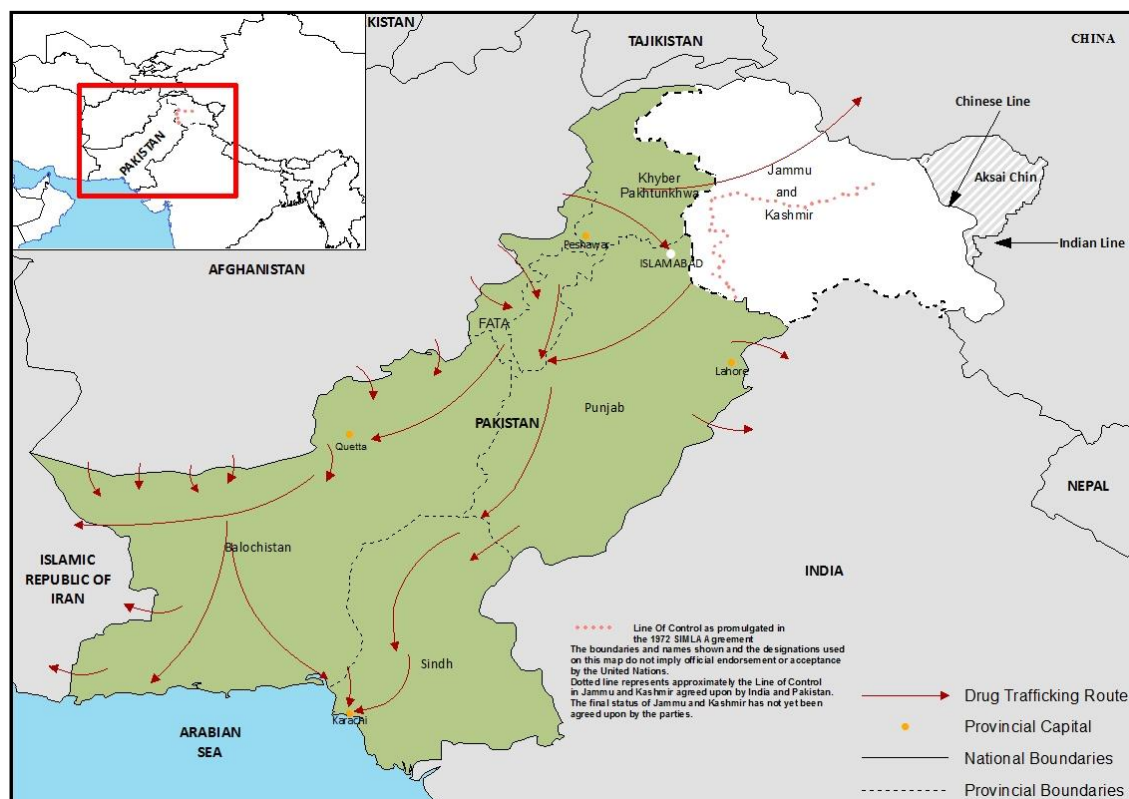 KISTAN
TAJIKISTAN
CHINA
Chinese Line
PAKISTAN
Khyber
Pakhtunkhwa
Jammu
and
Kashmir
Aksai Chin
Indian Line
Peshawar
ISLAMABAD
AFGHANISTAN
FATA
Lahore
Punjab
PAKISTAN
Quetta
NEPAL
Balochistan
ISLAMIC
REPUBLIC OF
IRAN
INDIA
Line Of Control as promulgated in
the 1972 SIMLA Agreement
The boundaries and names shown and the designations used
on this map do not imply official endorsement or acceptance
by the United Nations.
Dotted line represents approximately the Line of Control
in Jammu and Kashmir agreed upon by India and Pakistan.
The final status of Jammu and Kashmir has not yet been
agreed upon by the parties.
Sindh
Karachi
ARABIAN
SEA
Drug Trafficking Route
Provincial Capital
National Boundaries
Provincial Boundaries